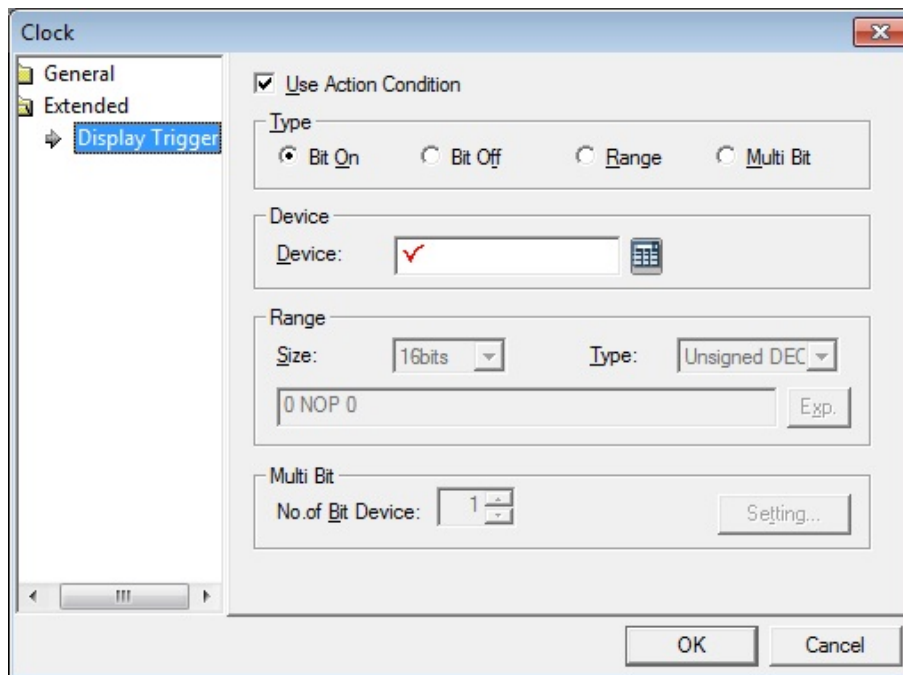 Clock
General
Extended
Display Trigger
Use Action Condition
Type
Bit On
Bit Off
Range
Multi Bit
Device
Device:
Range
Size:
16bits
Type:
Unsigned DEC
0 NOP 0
Exp.
Multi Bit
No.of Bit Device:
1
Setting...
OK
Cancel